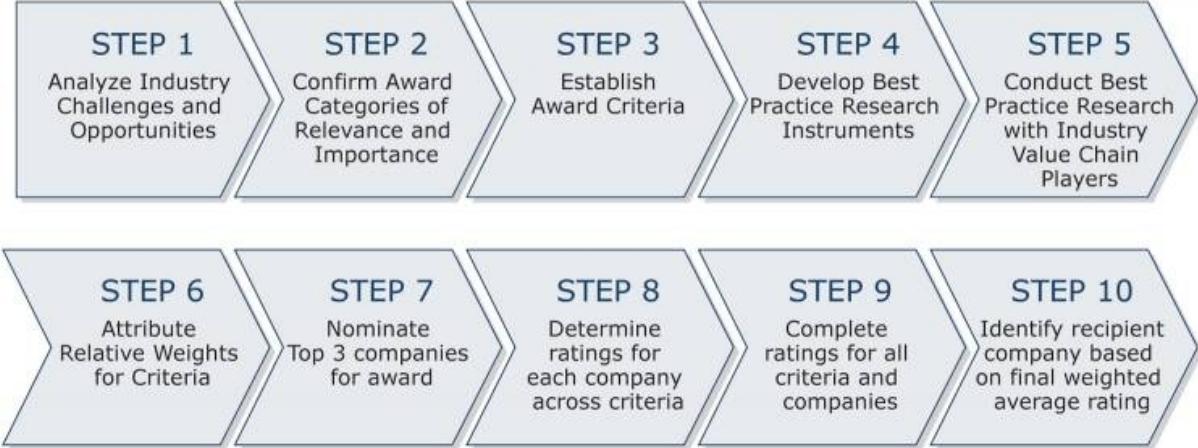 STEP 1
Analyze Industry
Challenges and
Opportunities
STEP 2
Confirm Award
Categories of
Relevance and
Importance
STEP 3
Establish
Award Criteria
STEP 4
Develop Best
Practice Research
Instruments
STEP 5
Conduct Best
Practice Research
with Industry
Value Chain
Players
STEP 6
Attribute
Relative Weights
for Criteria
STEP 7
Nominate
Top 3 companies
for award
STEP 8
Determine
ratings for
each company
across criteria
STEP 9
Complete
ratings for all
criteria and
companies
STEP 10
Identify recipient
company based
on final weighted
average rating